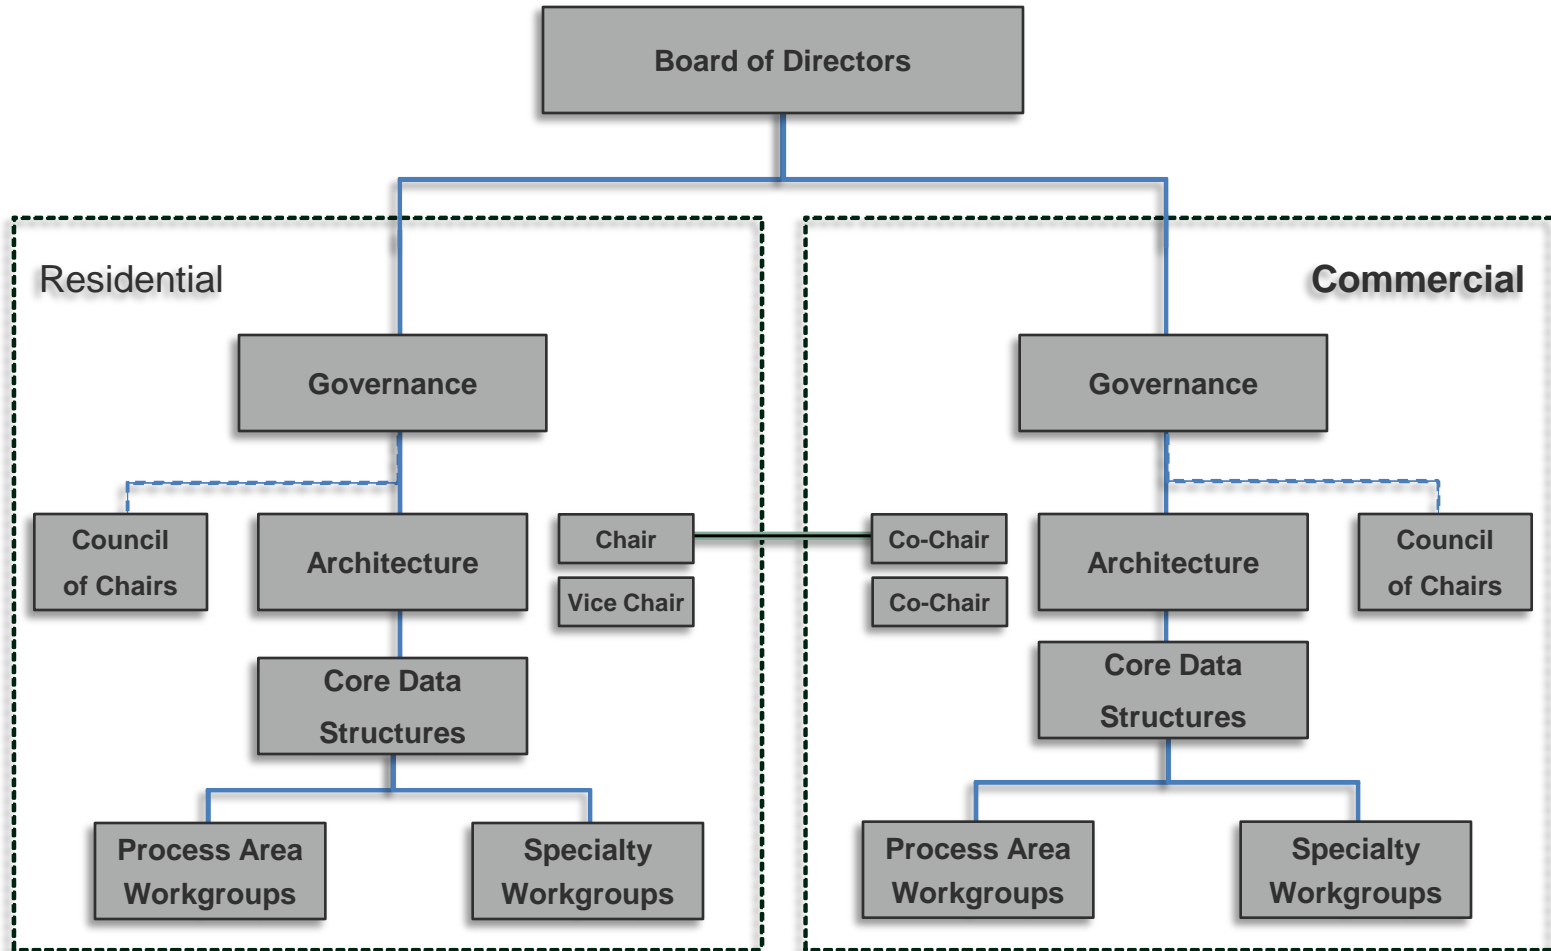 Board of Directors
Residential
Commercial
Governance
Governance
Council
of Chairs
Architecture
Chair
Vice Chair
Co-Chair
Co-Chair
Architecture
Council
of Chairs
Core Data
Structures
Core Data
Structures
Process Area
Workgroups
Specialty
Workgroups
Process Area
Workgroups
Specialty
Workgroups